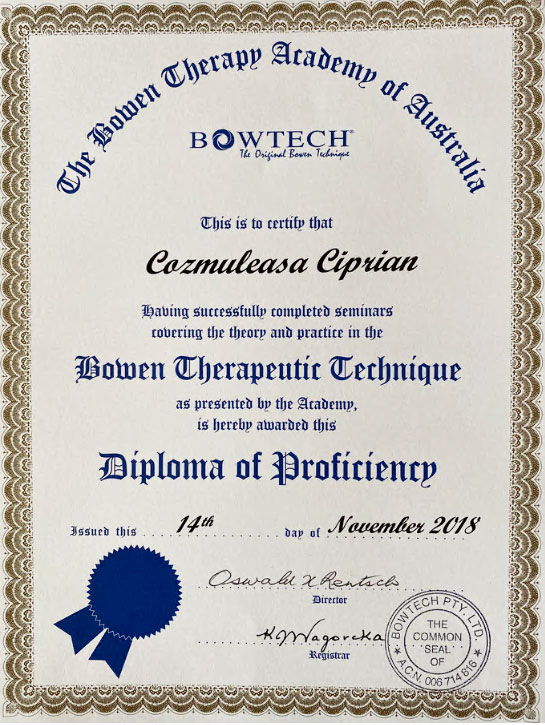 The Bowen Therapy Academy of Australia
BOWTECH®
The Original Bowen Technique
This is to certify that
Cozmuleasa Ciprian
Having successfully completed seminars
covering the theory and practice in the
Bowen Therapeutic Technique
as presented by the Academy,
is hereby awarded this
Diploma of Proficiency
Issued this 14th day of November 2018
Oswald X Rentsch
Director
KJWagorcka
Registrar
BOWTECH PTY. LTD.
THE
COMMON
SEAL
OF
A.C.N. 006 714 816